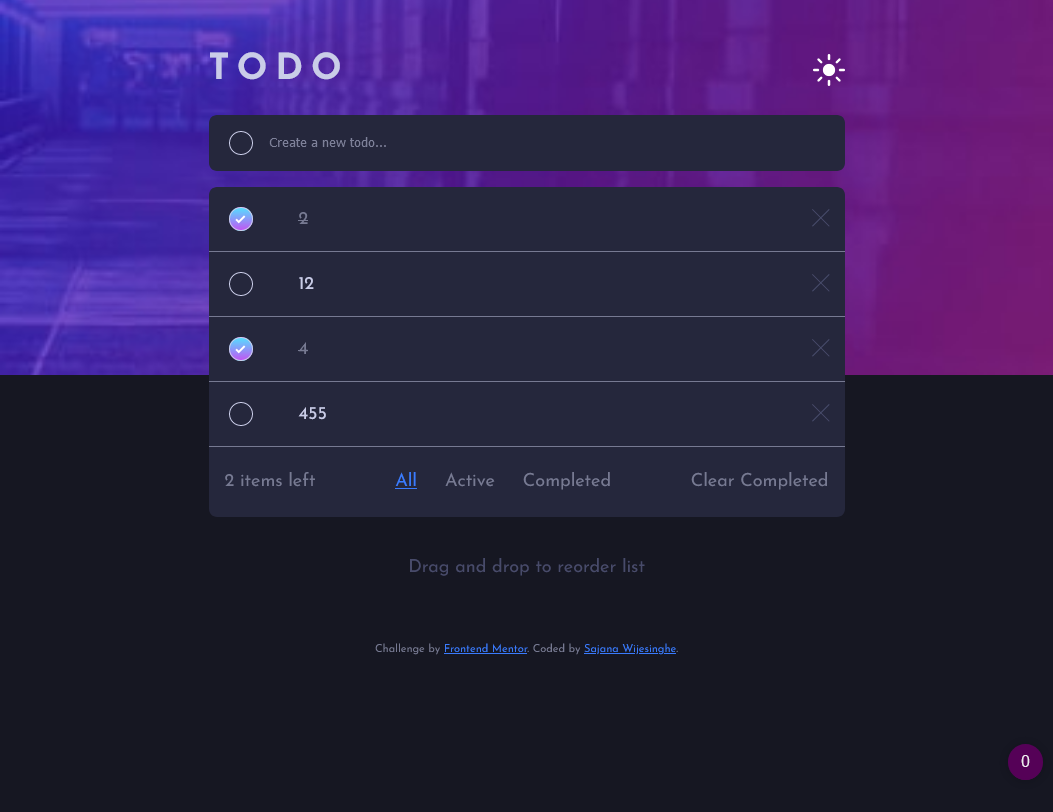 TODO
Create a new todo...
2
12
4
455
2 items left All Active Completed Clear Completed
Drag and drop to reorder list
Challenge by Frontend Mentor. Coded by Sajana Wijesinghe.
0